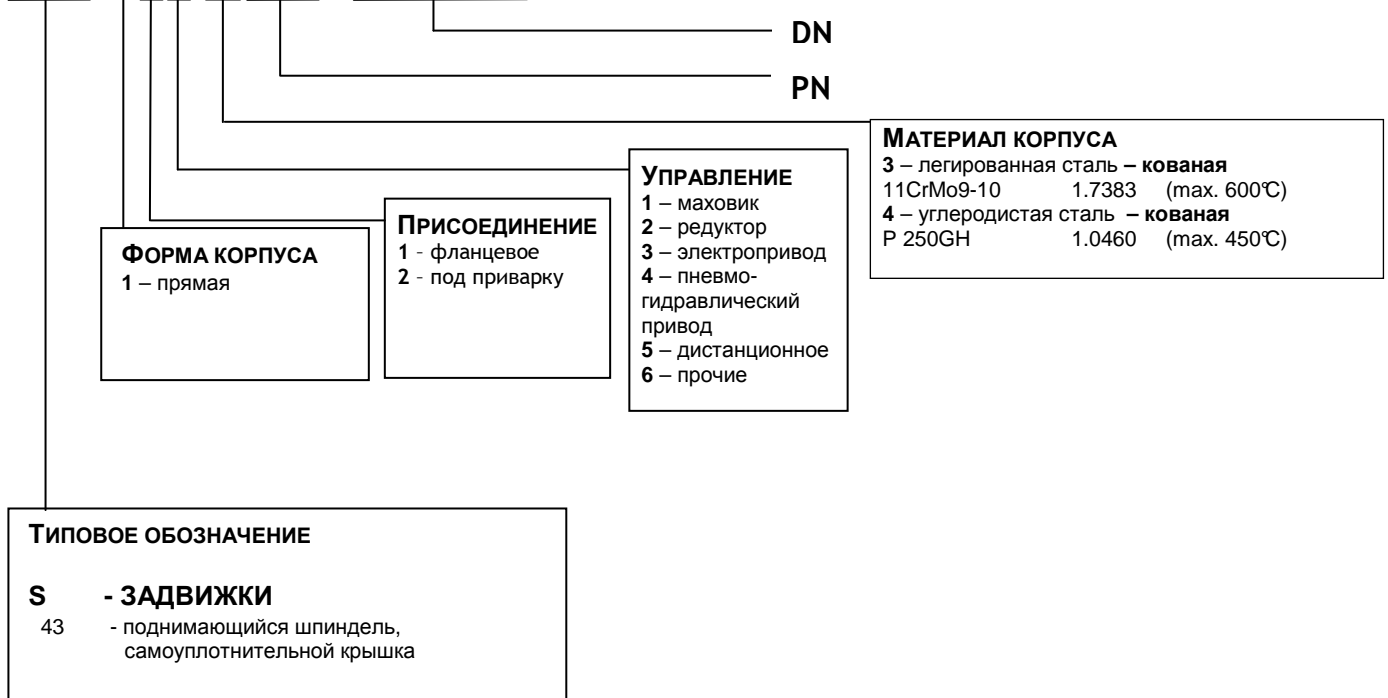 DN
PN
МАТЕРИАЛ КОРПУСА
3 – легированная сталь – кованая
11CrMo9-10 1.7383 (max. 600°C)
4 – углеродистая сталь – кованая
P 250GH 1.0460 (max. 450°C)
УПРАВЛЕНИЕ
1 – маховик
2 – редуктор
3 – электропривод
4 – пневмо-
гидравлический
привод
5 – дистанционное
6 – прочие
ПРИСОЕДИНЕНИЕ
1 - фланцевое
2 - под приварку
ФОРМА КОРПУСА
1 – прямая
ТИПОВОЕ ОБОЗНАЧЕНИЕ
S - ЗАДВИЖКИ
43 - поднимающийся шпиндель,
самоуплотнительной крышка